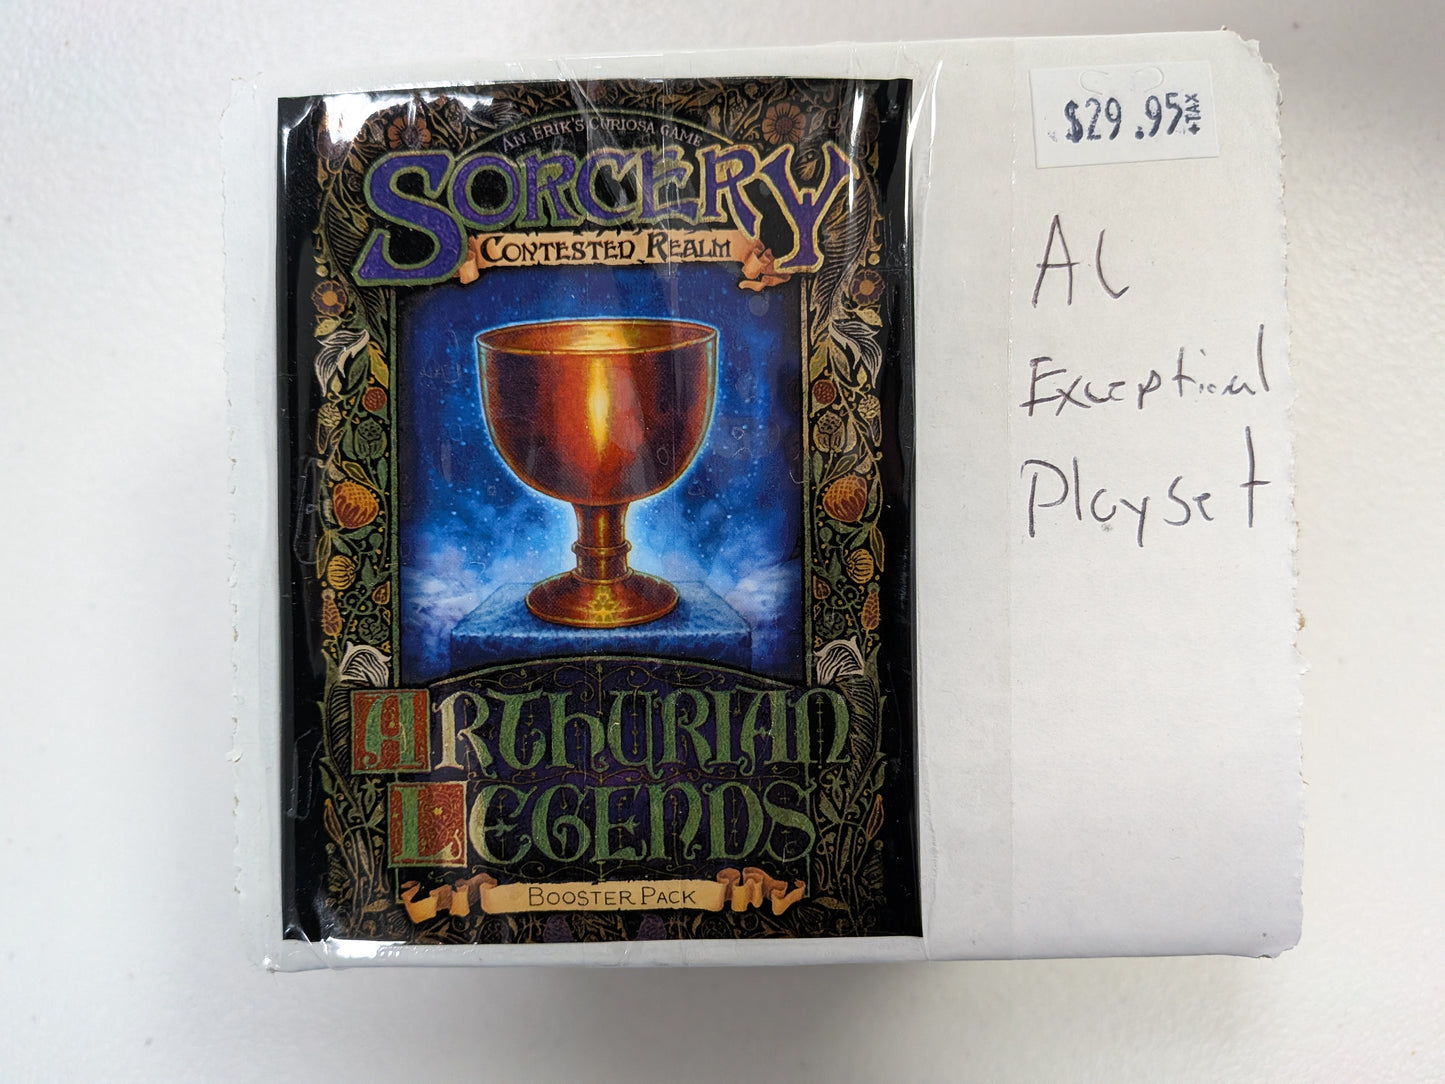 AN ERIK'S CURIOSA GAME
SORCERY
CONTESTED REALM
ARTHURIAN
LEGENDS
BOOSTER PACK
$29.95 +TAX
AL
Exceptional
Playset